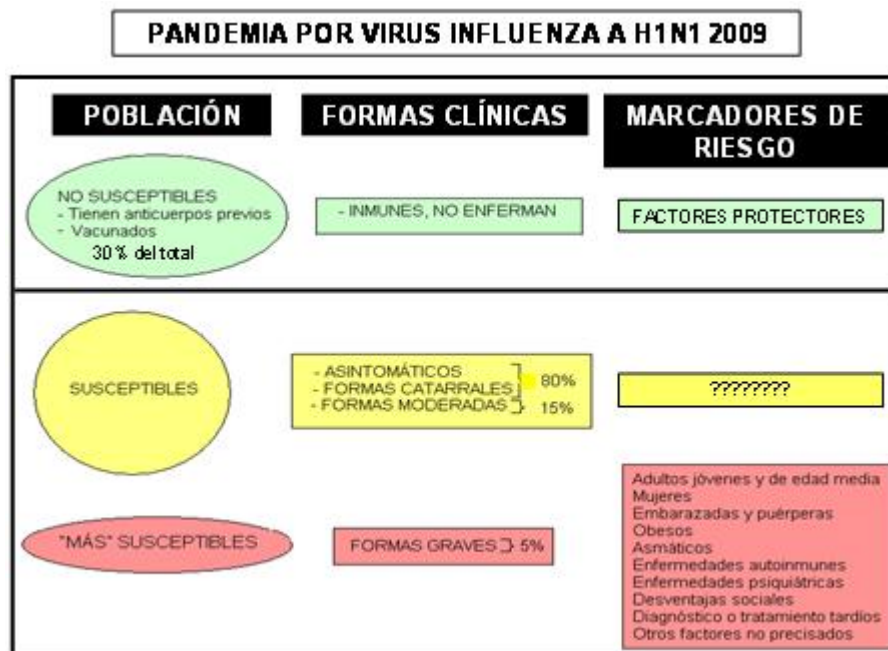 PANDEMIA POR VIRUS INFLUENZA A H1N1 2009
POBLACIÓN
FORMAS CLÍNICAS
MARCADORES DE
RIESGO
NO SUSCEPTIBLES
- Tienen anticuerpos previos
- Vacunados
30% del total
- INMUNES, NO ENFERMAN
FACTORES PROTECTORES
SUSCEPTIBLES
- ASINTOMÁTICOS
- FORMAS CATARRALES
80%
- FORMAS MODERADAS 15%
????????
"MÁS" SUSCEPTIBLES
FORMAS GRAVES 5%
Adultos jóvenes y de edad media
Mujeres
Embarazadas y puérperas
Obesos
Asmáticos
Enfermedades autoinmunes
Enfermedades psiquiátricas
Desventajas sociales
Diagnóstico o tratamiento tardíos
Otros factores no precisados